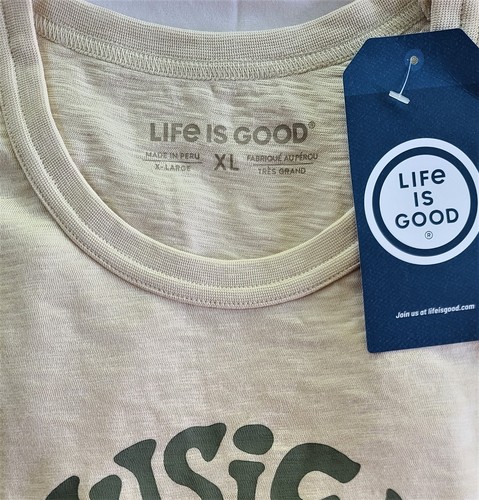 LIFE IS GOOD®
MADE IN PERU
X-LARGE
XL
FABRIQUÉ AU PÉROU
TRÈS GRAND
LIFE
IS
GOOD
®
Join us at lifeisgood.com